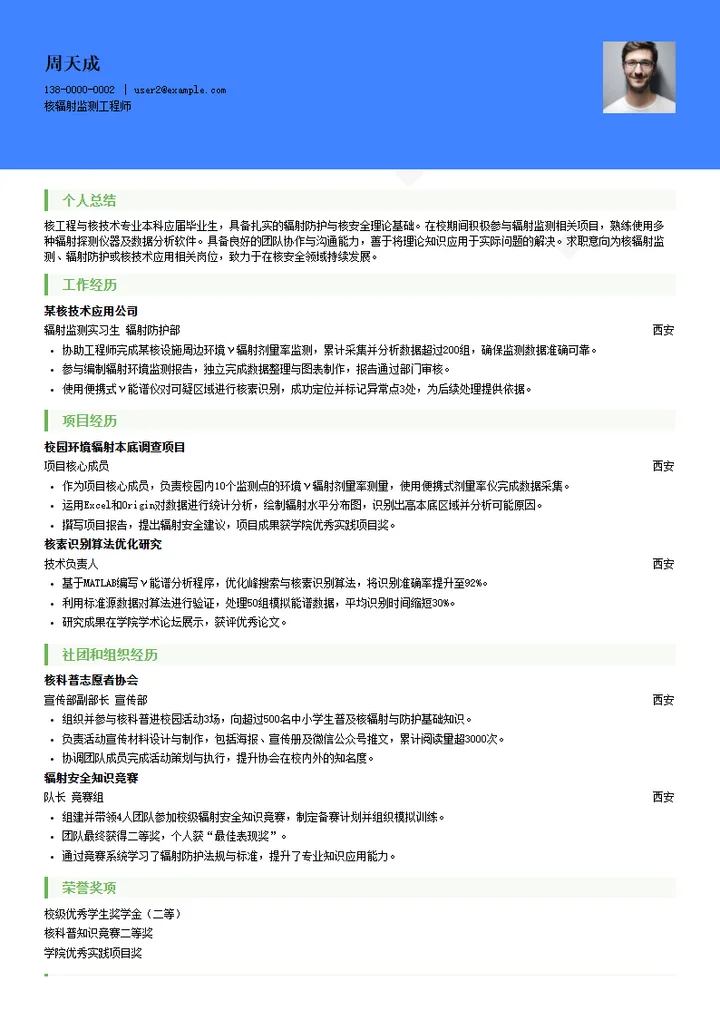 周天成
138-0000-0002 | user2@example.com
核辐射监测工程师
个人总结
核工程与核技术专业本科应届毕业生，具备扎实的辐射防护与核安全理论基础。在校期间积极参与辐射监测相关项目，熟练使用多
种辐射探测仪器及数据分析软件。具备良好的团队协作与沟通能力，善于将理论知识应用于实际问题的解决。求职意向为核辐射监
测、辐射防护或核技术应用相关岗位，致力于在核安全领域持续发展。
工作经历
某核技术应用公司
辐射监测实习生 辐射防护部 西安
• 协助工程师完成某核设施周边环境γ辐射剂量率监测，累计采集并分析数据超过200组，确保监测数据准确可靠。
• 参与编制辐射环境监测报告，独立完成数据整理与图表制作，报告通过部门审核。
• 使用便携式γ能谱仪对可疑区域进行核素识别，成功定位并标记异常点3处，为后续处理提供依据。
项目经历
校园环境辐射本底调查项目
项目核心成员 西安
• 作为项目核心成员，负责校园内10个监测点的环境γ辐射剂量率测量，使用便携式剂量率仪完成数据采集。
• 运用Excel和Origin对数据进行统计分析，绘制辐射水平分布图，识别出高本底区域并分析可能原因。
• 撰写项目报告，提出辐射安全建议，项目成果获学院优秀实践项目奖。
核素识别算法优化研究
技术负责人 西安
• 基于MATLAB编写γ能谱分析程序，优化峰搜索与核素识别算法，将识别准确率提升至92%。
• 利用标准源数据对算法进行验证，处理50组模拟能谱数据，平均识别时间缩短30%。
• 研究成果在学院学术论坛展示，获评优秀论文。
社团和组织经历
核科普志愿者协会
宣传部副部长 宣传部 西安
• 组织并参与核科普进校园活动3场，向超过500名中小学生普及核辐射与防护基础知识。
• 负责活动宣传材料设计与制作，包括海报、宣传册及微信公众号推文，累计阅读量超3000次。
• 协调团队成员完成活动策划与执行，提升协会在校内外的知名度。
辐射安全知识竞赛
队长 竞赛组 西安
• 组建并带领4人团队参加校级辐射安全知识竞赛，制定备赛计划并组织模拟训练。
• 团队最终获得二等奖，个人获“最佳表现奖”。
• 通过竞赛系统学习了辐射防护法规与标准，提升了专业知识应用能力。
荣誉奖项
校级优秀学生奖学金（二等）
核科普知识竞赛二等奖
学院优秀实践项目奖